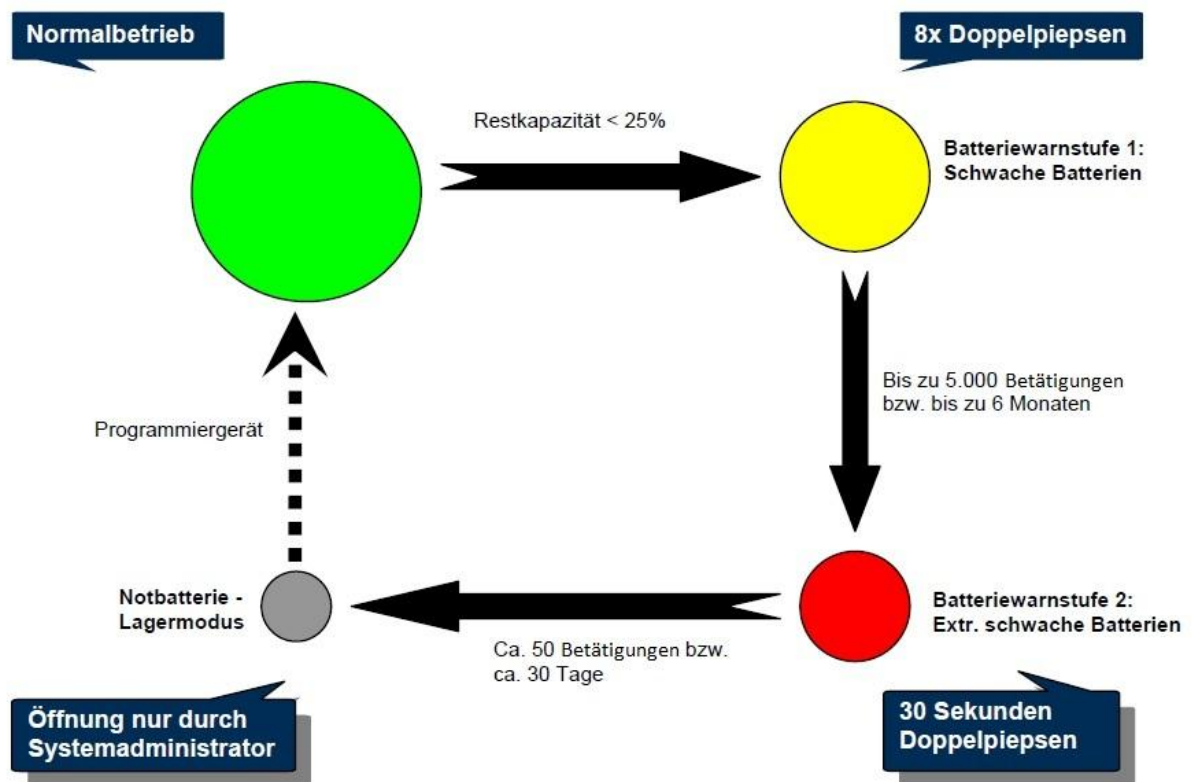 Normalbetrieb
8x Doppelpiepsen
Restkapazität < 25%
Batteriewarnstufe 1:
Schwache Batterien
Bis zu 5.000 Betätigungen
bzw. bis zu 6 Monaten
Programmiergerät
Notbatterie -
Lagermodus
Batteriewarnstufe 2:
Extr. schwache Batterien
Ca. 50 Betätigungen bzw.
ca. 30 Tage
Öffnung nur durch
Systemadministrator
30 Sekunden
Doppelpiepsen